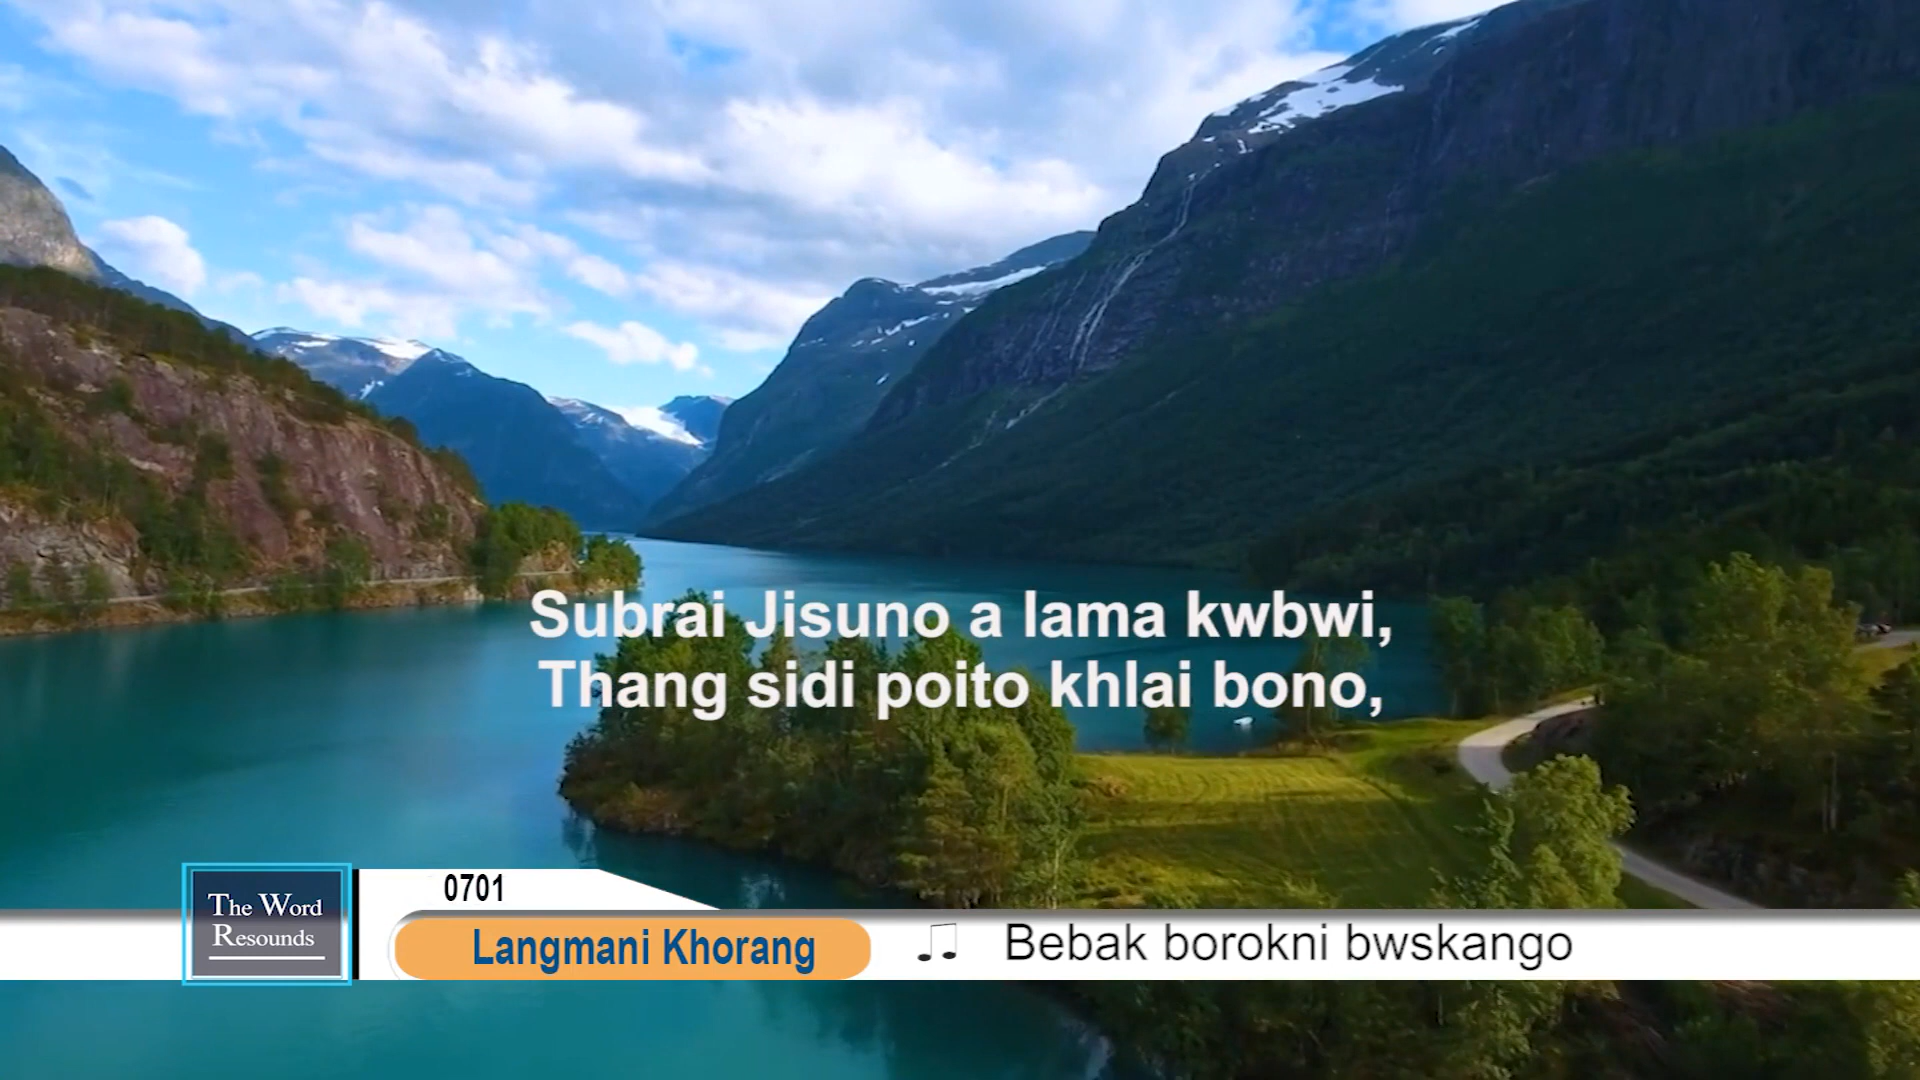 Subrai Jisuno a lama kwbwi,
Thang sidi poito khlai bono,
0701
The Word
Resounds
Langmani Khorang
Bebak borokni bwskango